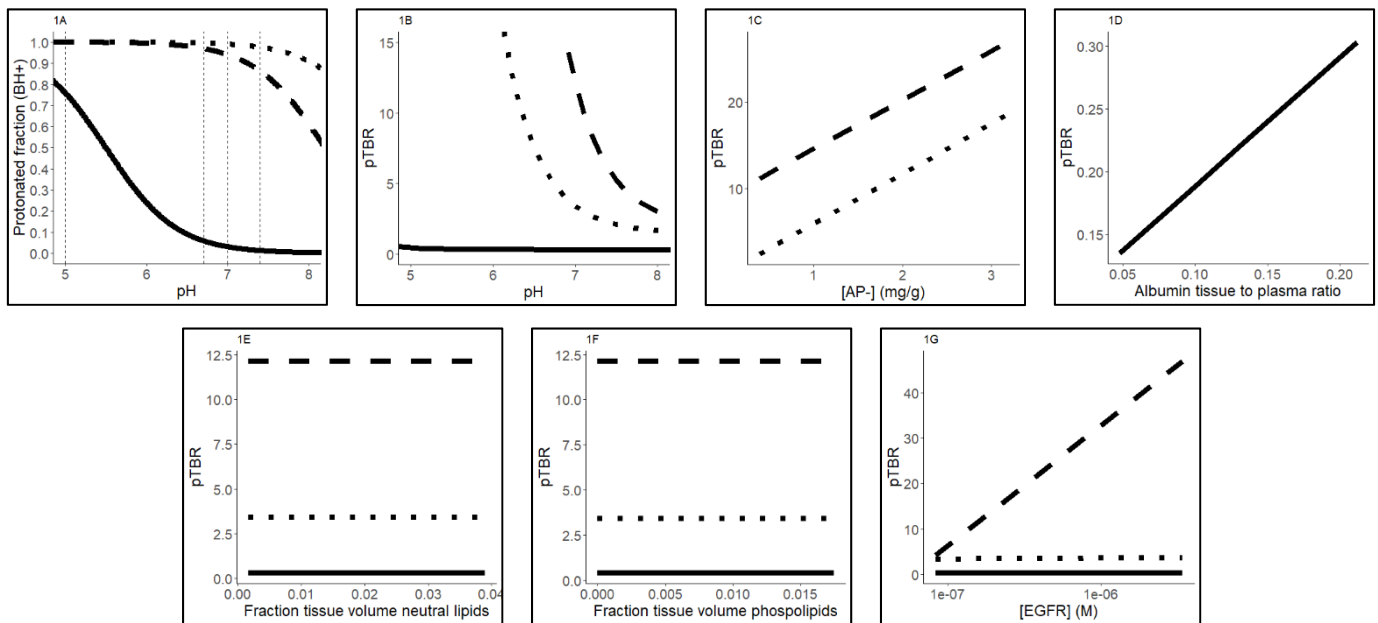 1A
Protonated fraction (BH+)
1.0
0.9
0.8
0.7
0.6
0.5
0.4
0.3
0.2
0.1
0.0
5 6 7 8
pH
1B
pTBR
15
10
5
0
5 6 7 8
pH
1C
pTBR
20
10
1 2 3
[AP-] (mg/g)
1D
pTBR
0.30
0.25
0.20
0.15
0.05 0.10 0.15 0.20
Albumin tissue to plasma ratio
1E
pTBR
12.5
10.0
7.5
5.0
2.5
0.0
0.00 0.01 0.02 0.03 0.04
Fraction tissue volume neutral lipids
1F
pTBR
12.5
10.0
7.5
5.0
2.5
0.0
0.000 0.005 0.010 0.015
Fraction tissue volume phospolipids
1G
pTBR
40
30
20
10
0
1e-07 1e-06
[EGFR] (M)